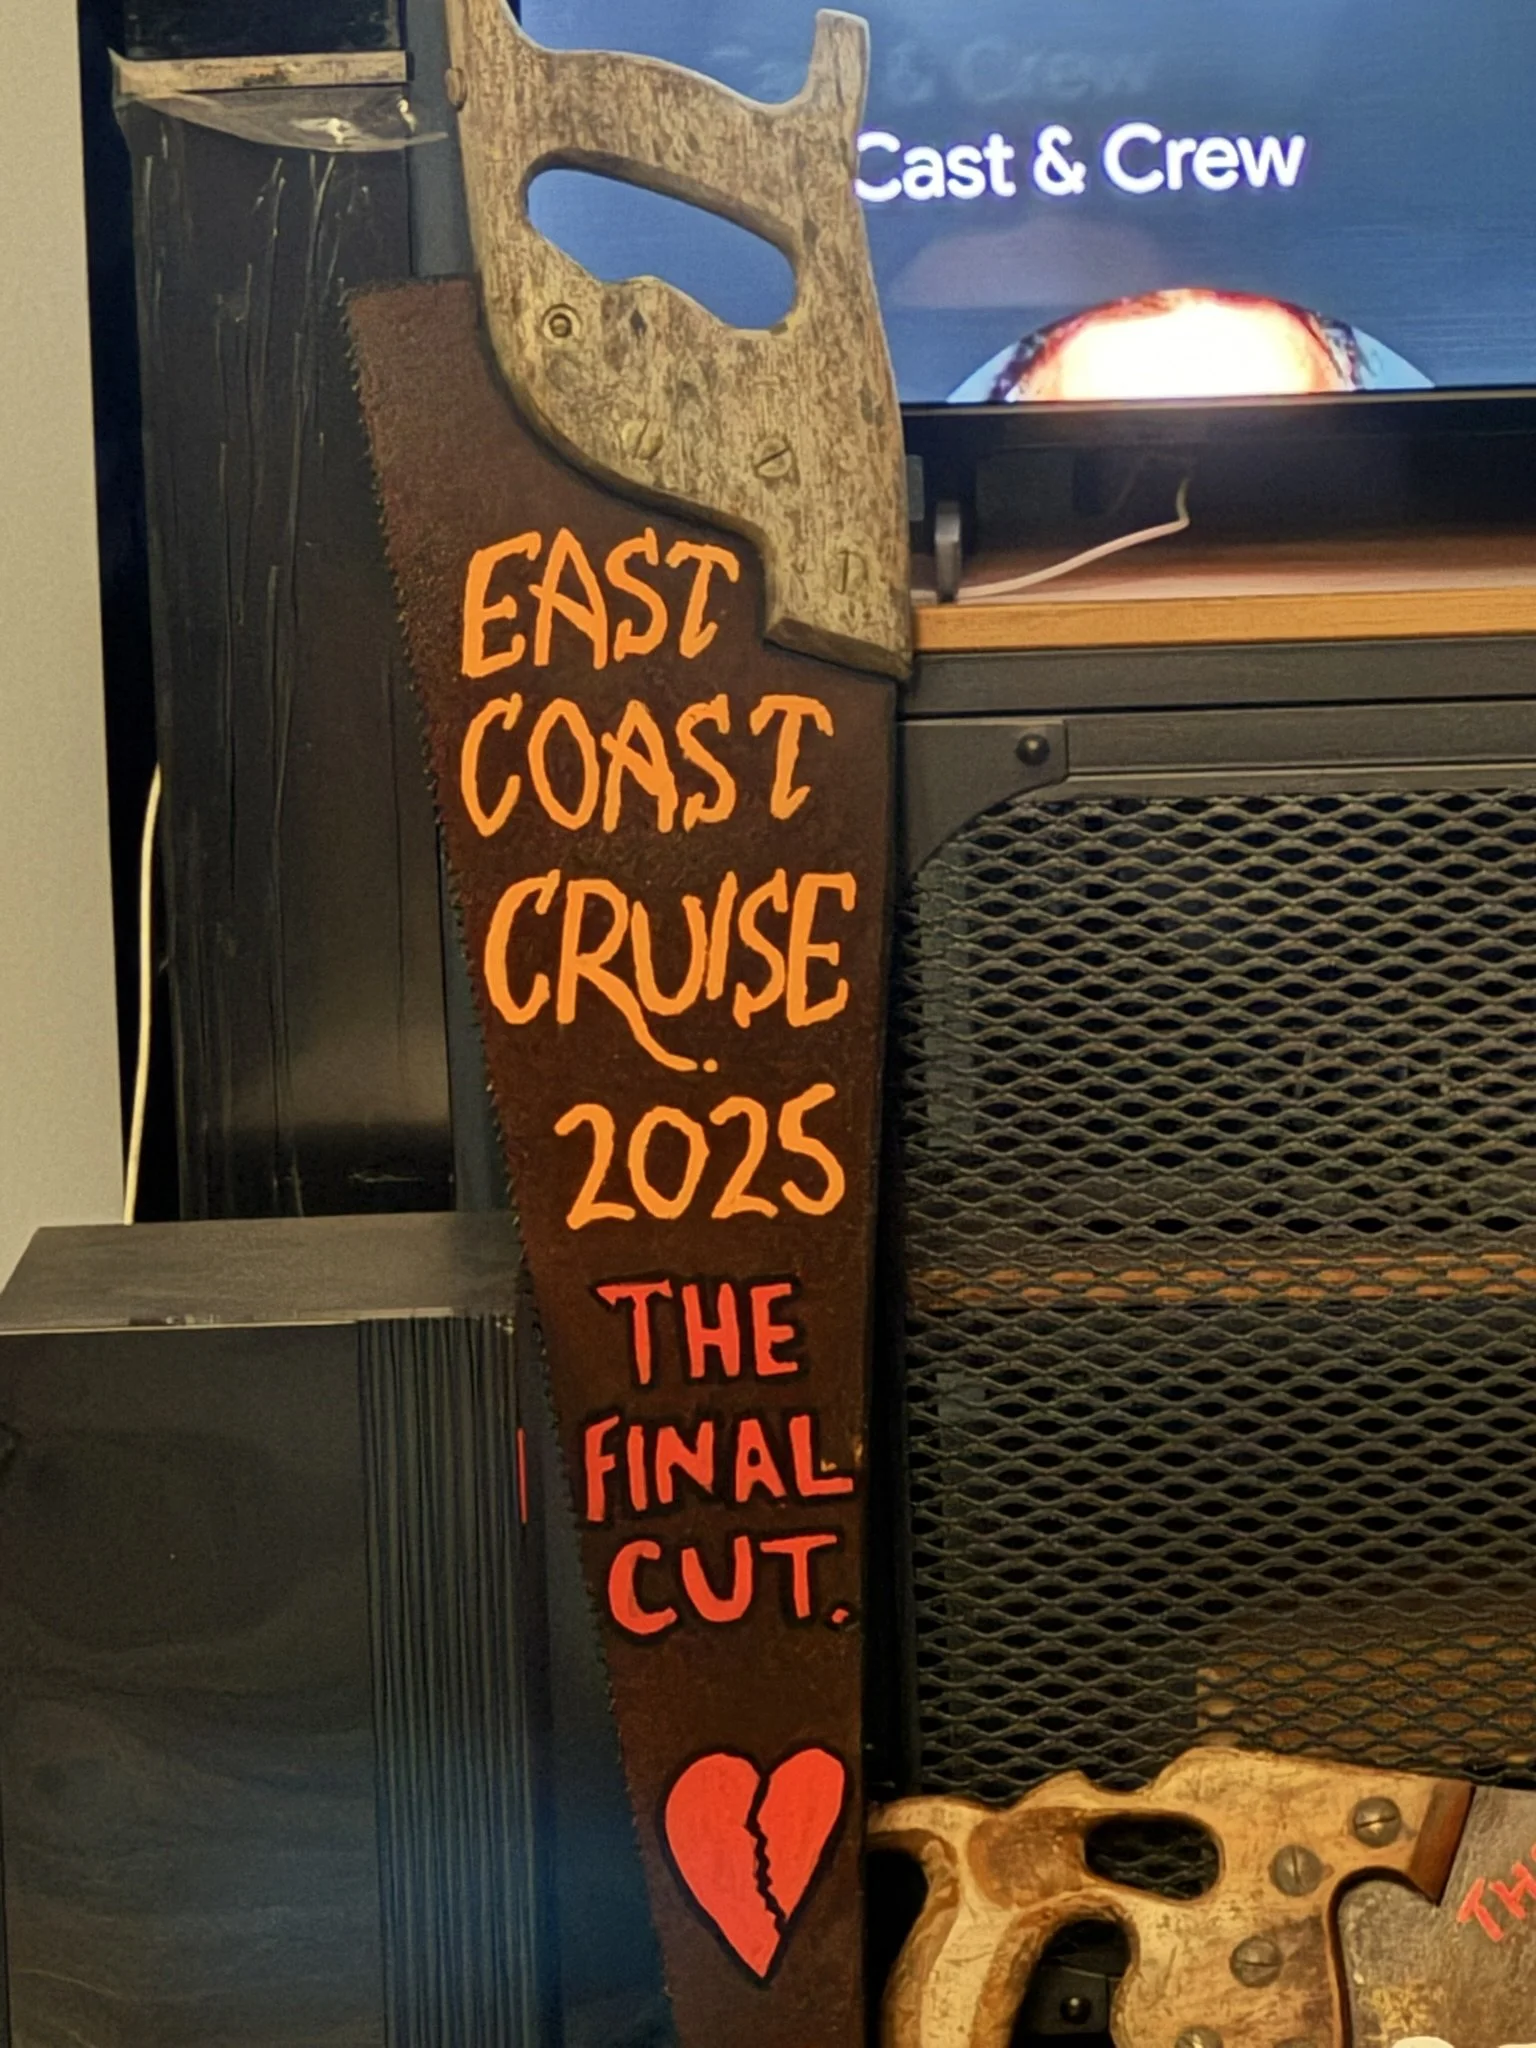 Cast & Crew
EAST
COAST
CRUISE
2025
THE
FINAL
CUT.